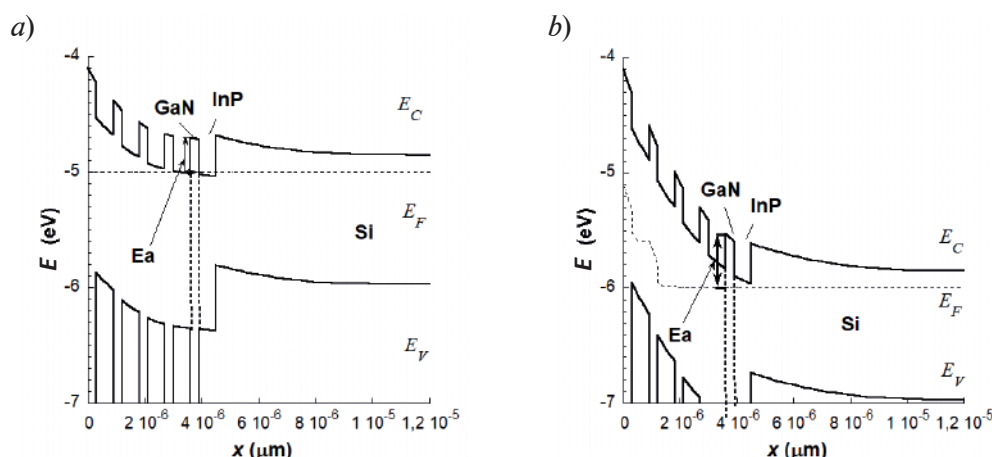 a)
-4
-5
-6
-7
E (eV)
GaN
InP
E_C
E_F
E_V
Ea
Si
0 2 10^-6 4 10^-6 6 10^-6 8 10^-6 1 10^-5 1,2 10^-5
x (μm)
b)
-4
-5
-6
-7
E (eV)
GaN
InP
E_C
E_F
E_V
Ea
Si
0 2 10^-6 4 10^-6 6 10^-6 8 10^-6 1 10^-5 1,2 10^-5
x (μm)